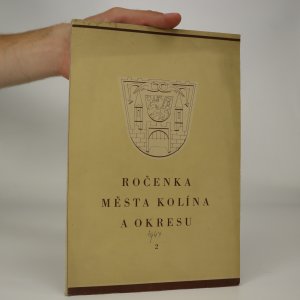 ROČENKA
MĚSTA KOLÍNA
A OKRESU
2